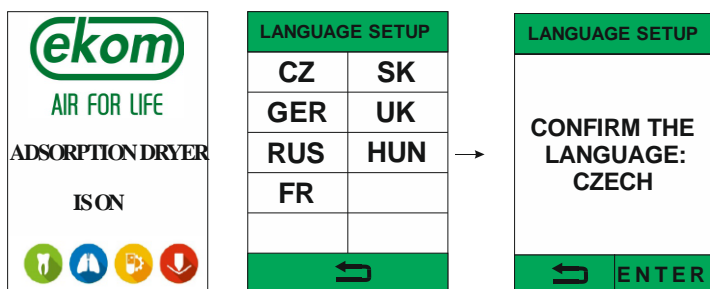 ekom
AIR FOR LIFE
ADSORPTION DRYER
IS ON
LANGUAGE SETUP
CZ SK
GER UK
RUS HUN
FR
LANGUAGE SETUP
CONFIRM THE
LANGUAGE:
CZECH
ENTER